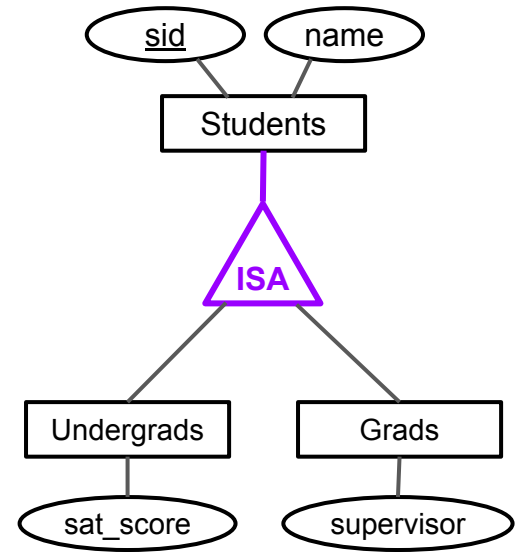 sid
name
Students
ISA
Undergrads
Grads
sat_score
supervisor